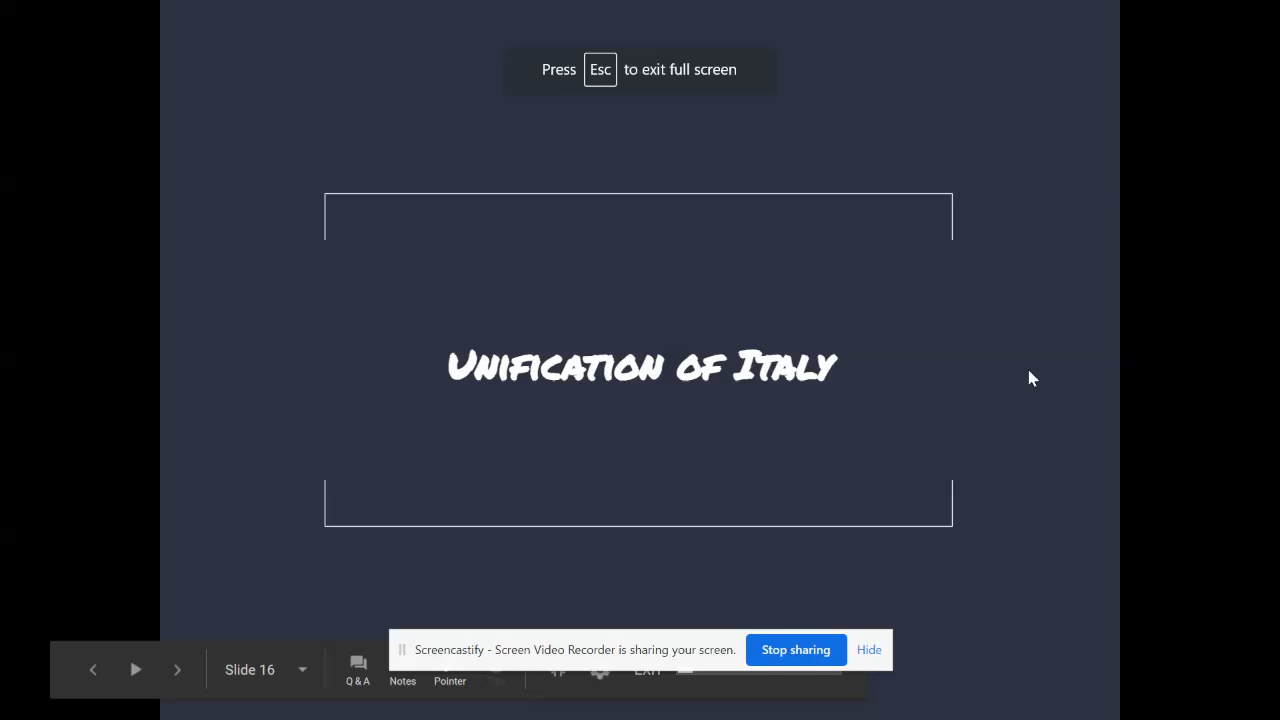 Press Esc to exit full screen
Unification of Italy
Screencastify - Screen Video Recorder is sharing your screen.
Stop sharing
Hide
Slide 16
Q & A
Notes
Pointer
EXIT